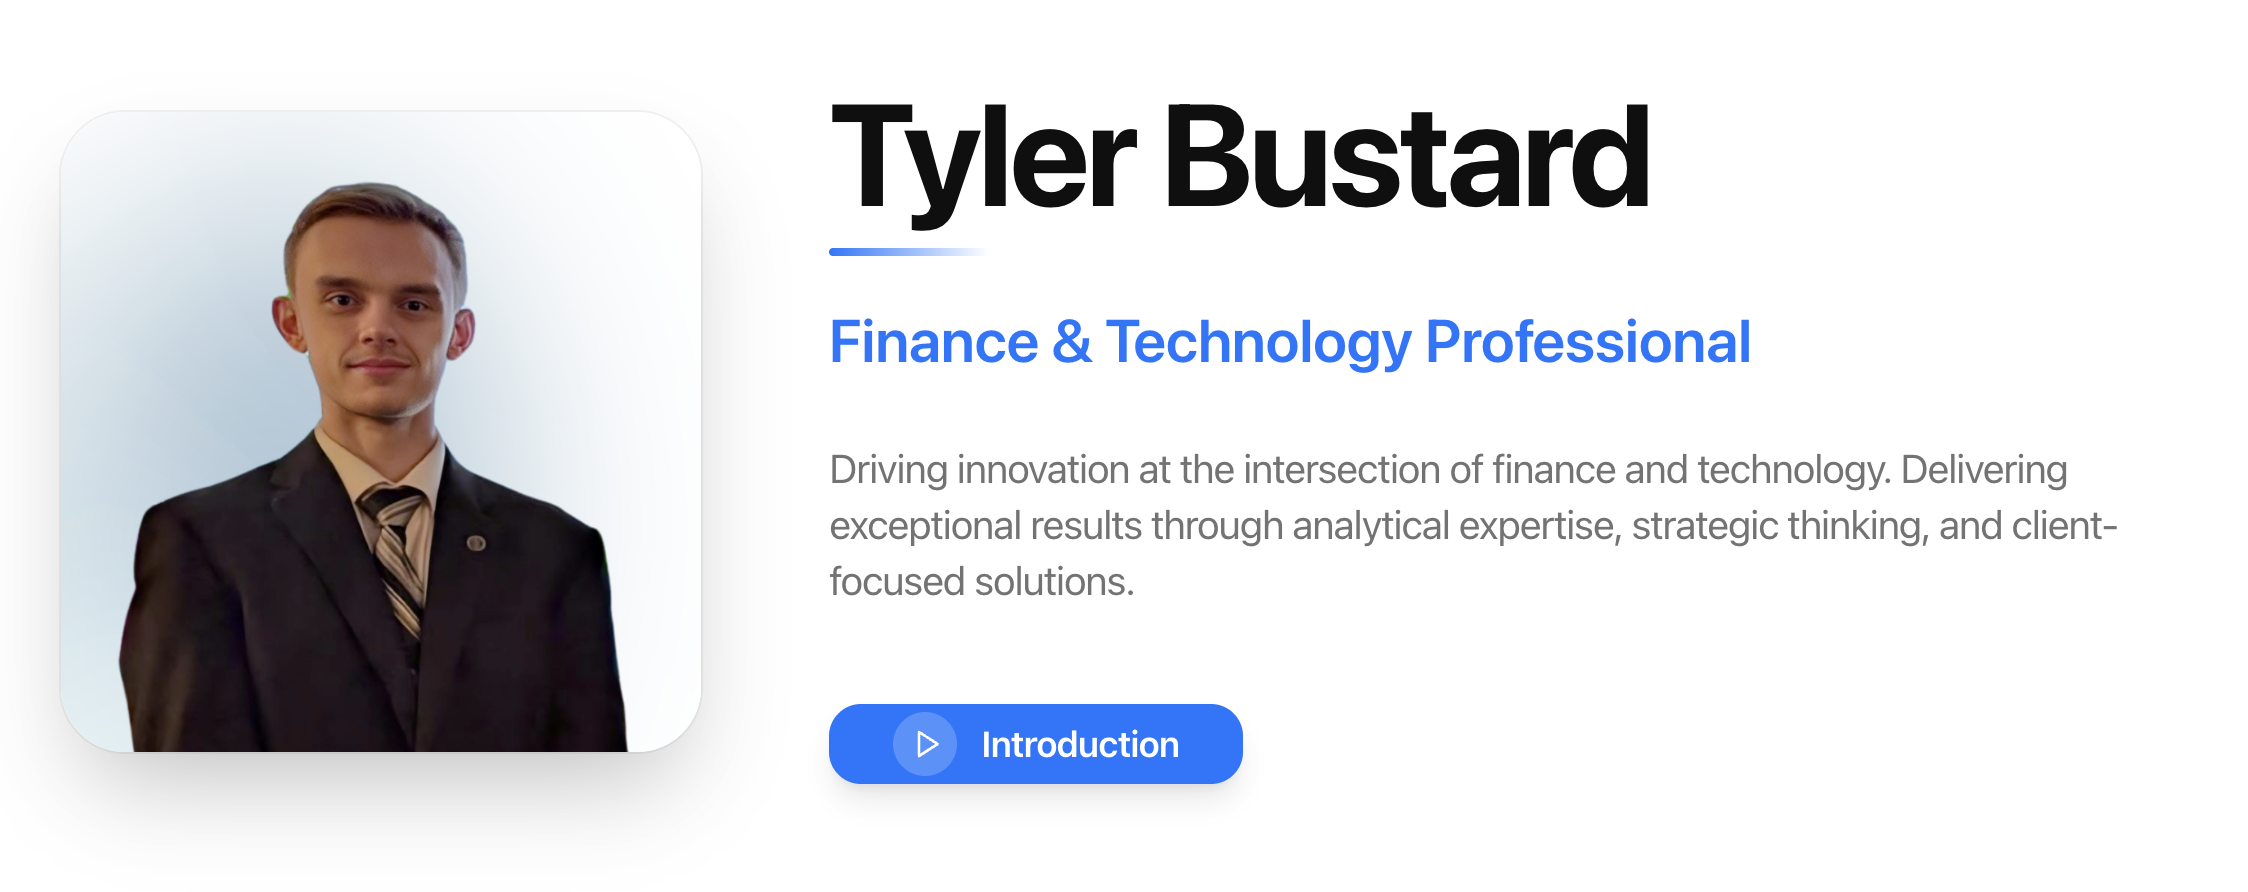 Tyler Bustard
Finance & Technology Professional
Driving innovation at the intersection of finance and technology. Delivering
exceptional results through analytical expertise, strategic thinking, and client-
focused solutions.
Introduction